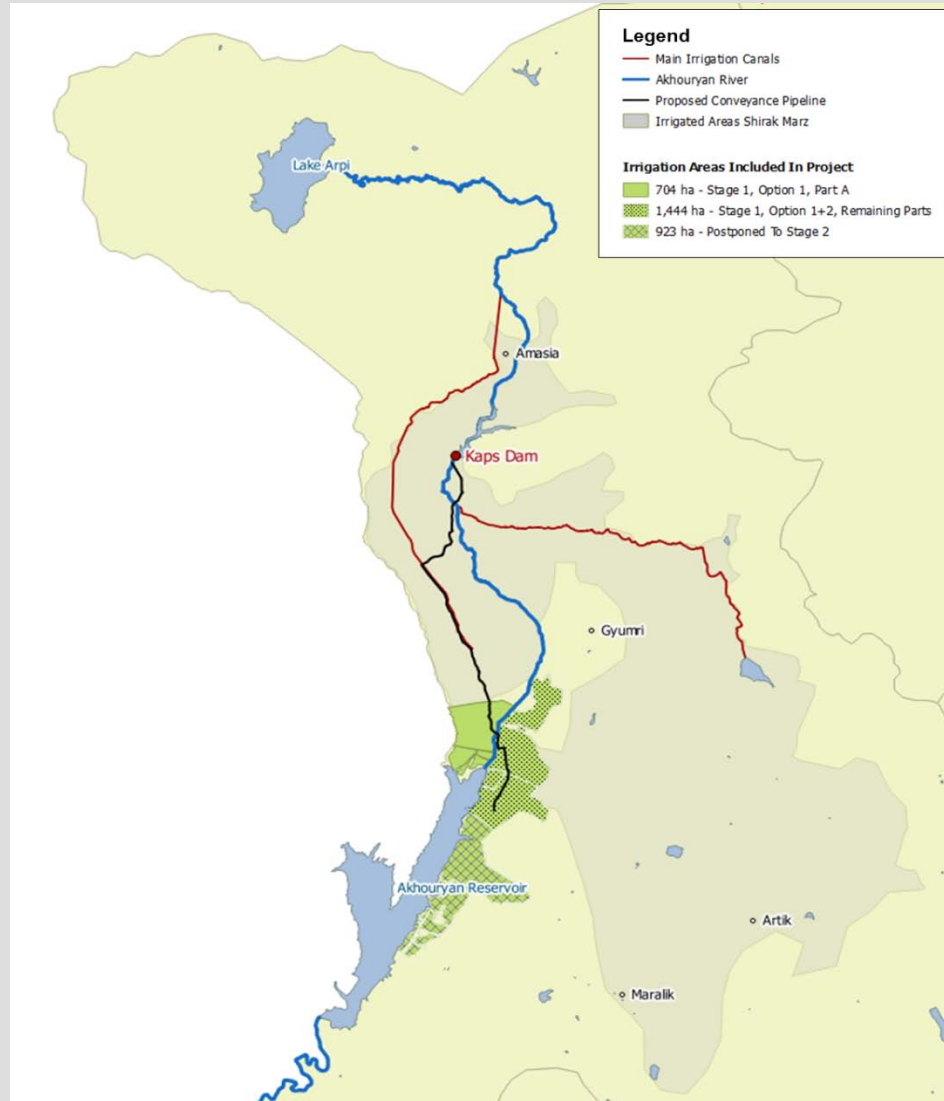 Legend
Main Irrigation Canals
Akhouryan River
Proposed Conveyance Pipeline
Irrigated Areas Shirak Marz
Irrigation Areas Included In Project
704 ha - Stage 1, Option 1, Part A
1,444 ha - Stage 1, Option 1+2, Remaining Parts
923 ha - Postponed To Stage 2
Lake Arpi
Amasia
Kaps Dam
Gyumri
Akhouryan Reservoir
Artik
Maralik